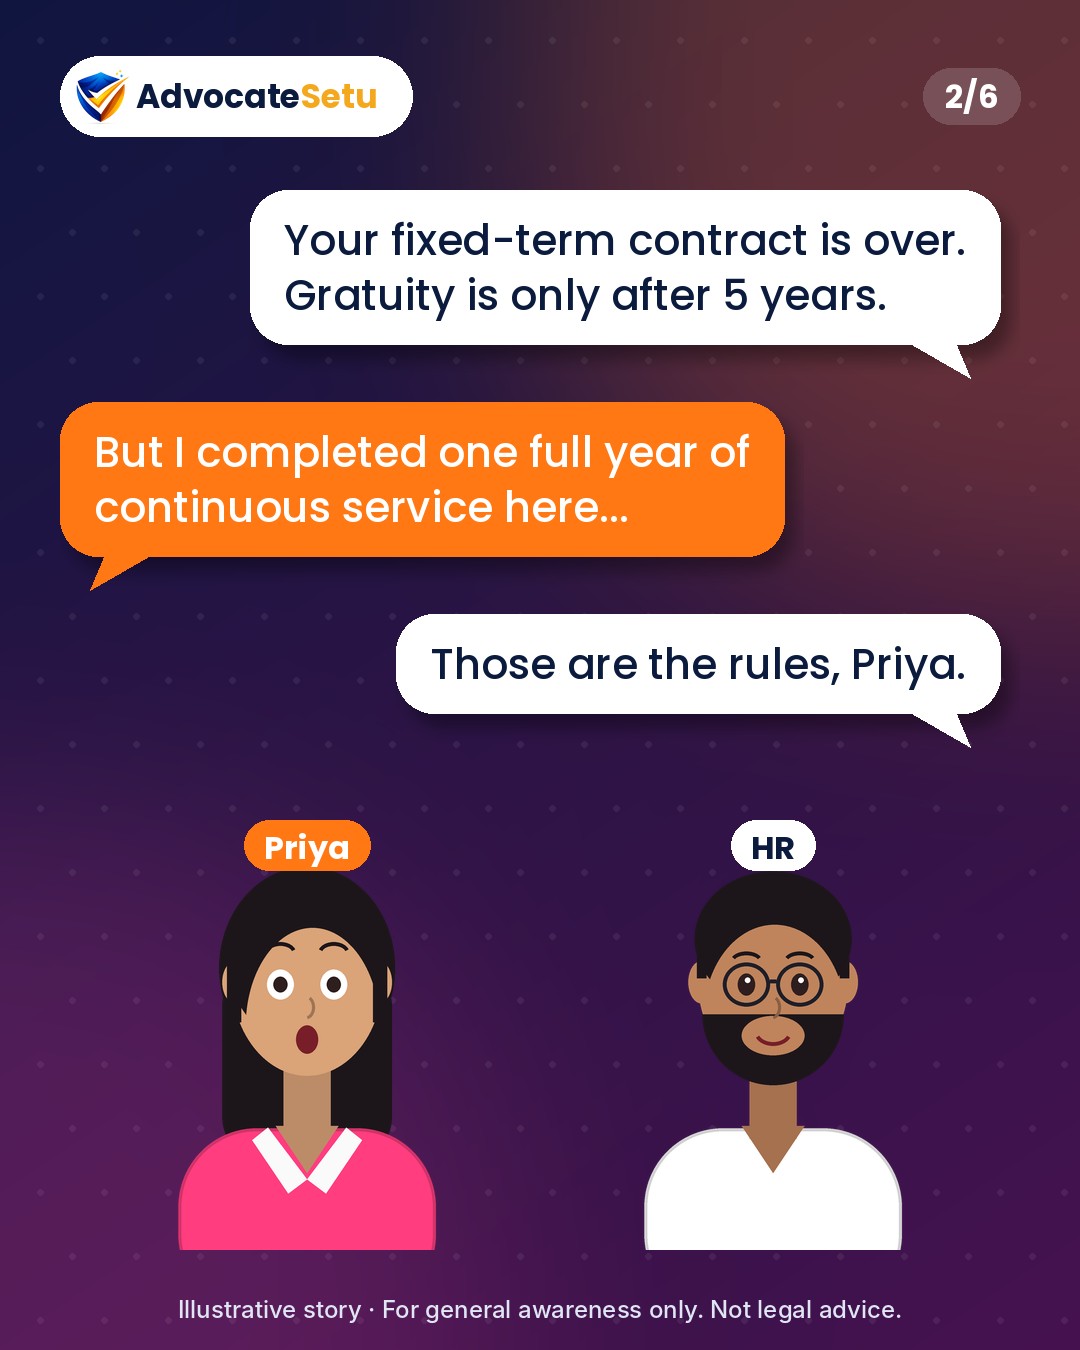 AdvocateSetu
2/6
Your fixed-term contract is over.
Gratuity is only after 5 years.
But I completed one full year of
continuous service here...
Those are the rules, Priya.
Priya
HR
Illustrative story · For general awareness only. Not legal advice.